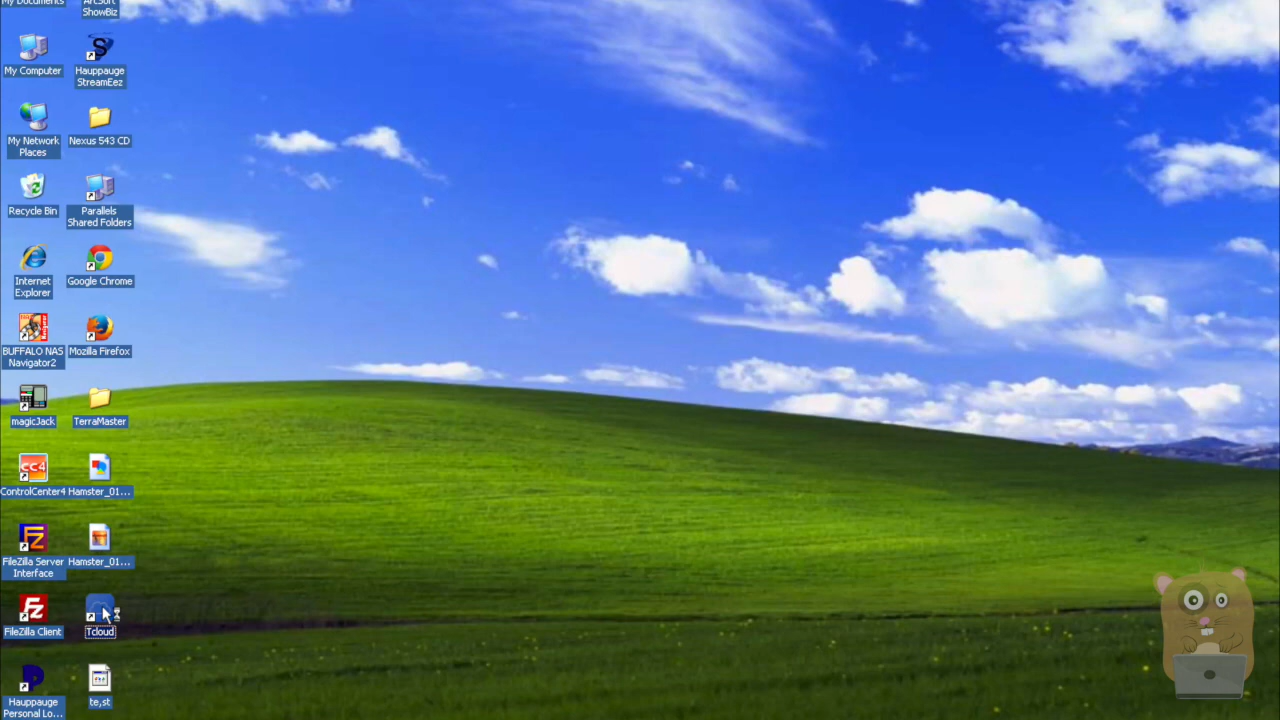 My Documents
ArcSoft
ShowBiz
My Computer
Hauppauge
StreamEez
My Network
Places
Nexus 543 CD
Recycle Bin
Parallels
Shared Folders
Internet
Explorer
Google Chrome
BUFFALO NAS
Navigator2
Mozilla Firefox
magicJack
TerraMaster
CC4
ControlCenter4
Hamster_01...
FileZilla Server
Interface
Hamster_01...
FileZilla Client
Tcloud
Hauppauge
Personal Lo...
te,st